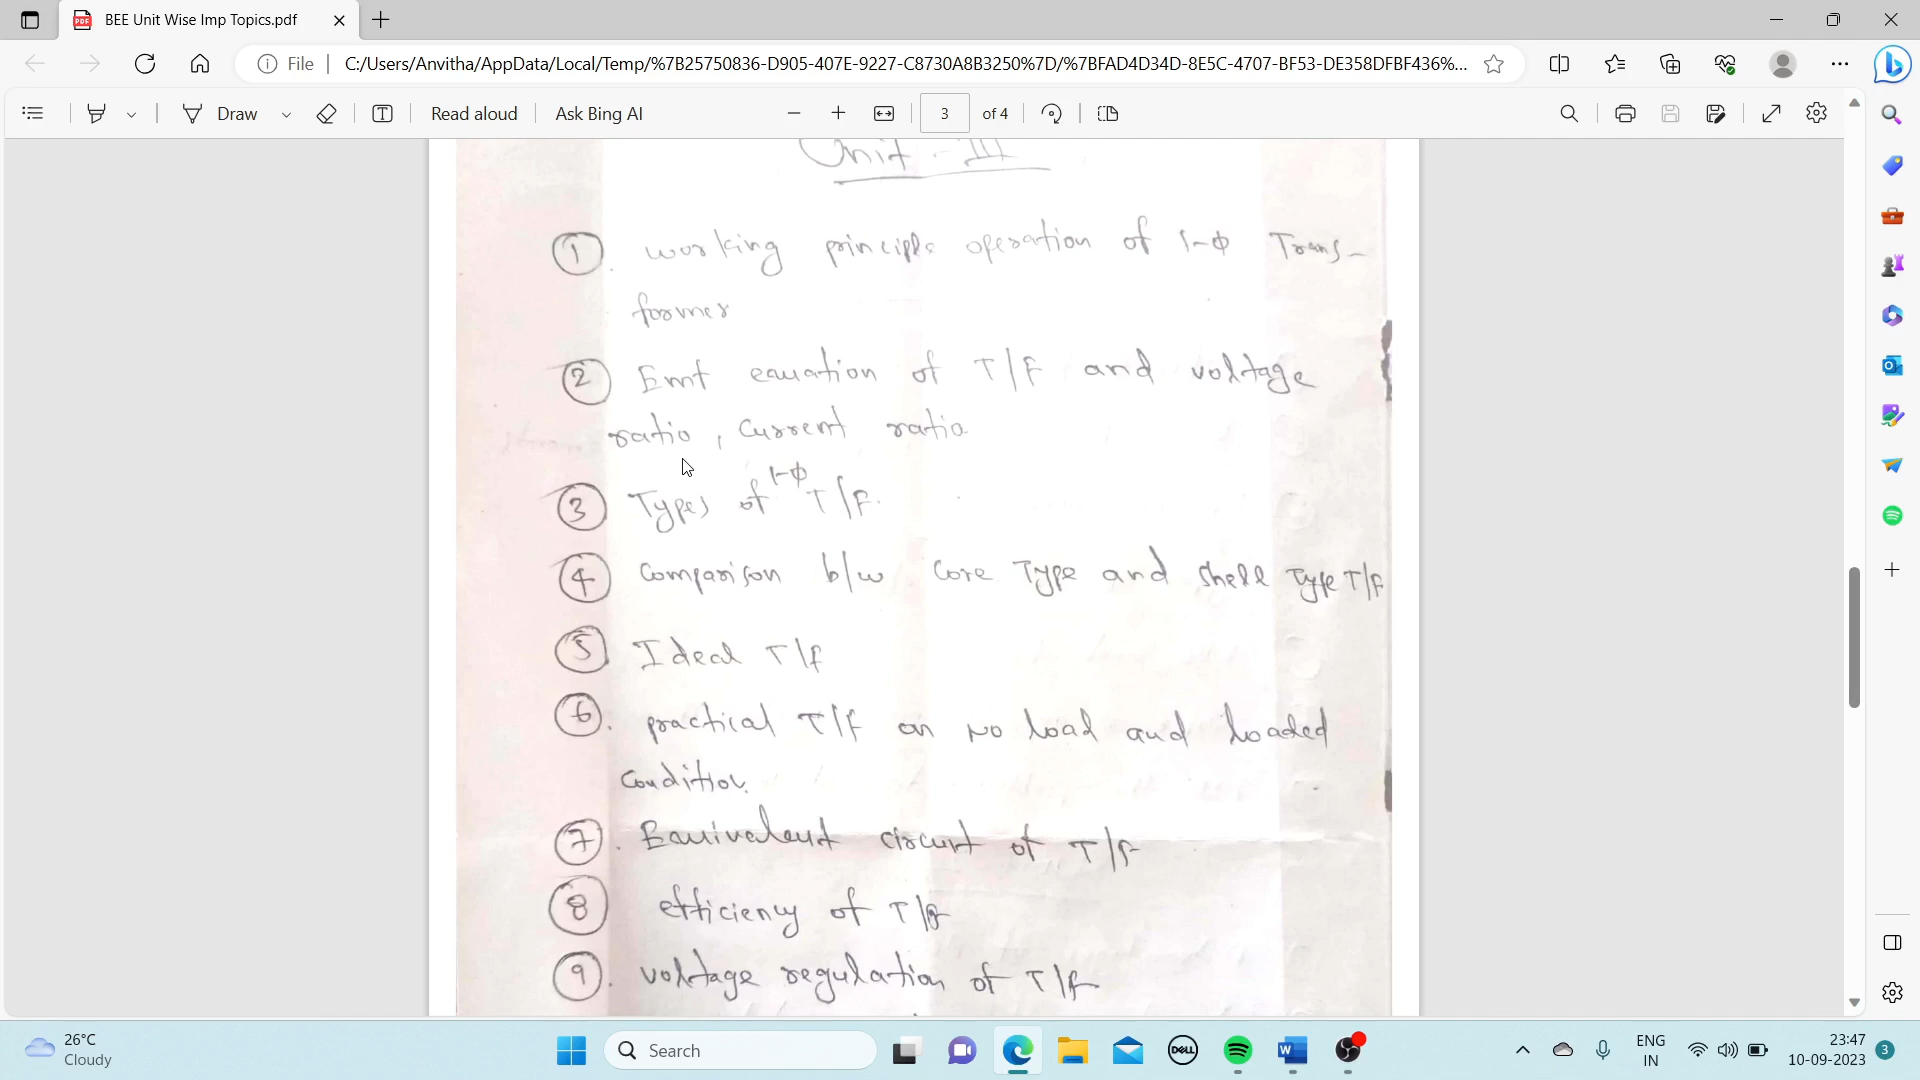 BEE Unit Wise Imp Topics.pdf
File
C:/Users/Anvitha/AppData/Local/Temp/%7B25750836-D905-407E-9227-C8730A8B3250%7D/%7BFAD4D34D-8E5C-4707-BF53-DE358DFBF436%...
Draw
Read aloud
Ask Bing AI
3 of 4
Unit - III
1. working principle operation of 1-ф Trans-
former
2 Emf equation of T/F and voltage
ratio, current ratio
3 Types of 1-ф T/F.
4 Comparison b/w Core Type and shell Type T/F
5 Ideal T/f
6. practical T/f on No load and loaded
condition.
7. Equivalent circuit of T/F
8 efficiency of T/F
9. voltage regulation of T/f
26°C
Cloudy
Search
DELL
W
ENG
IN
23:47
10-09-2023
3